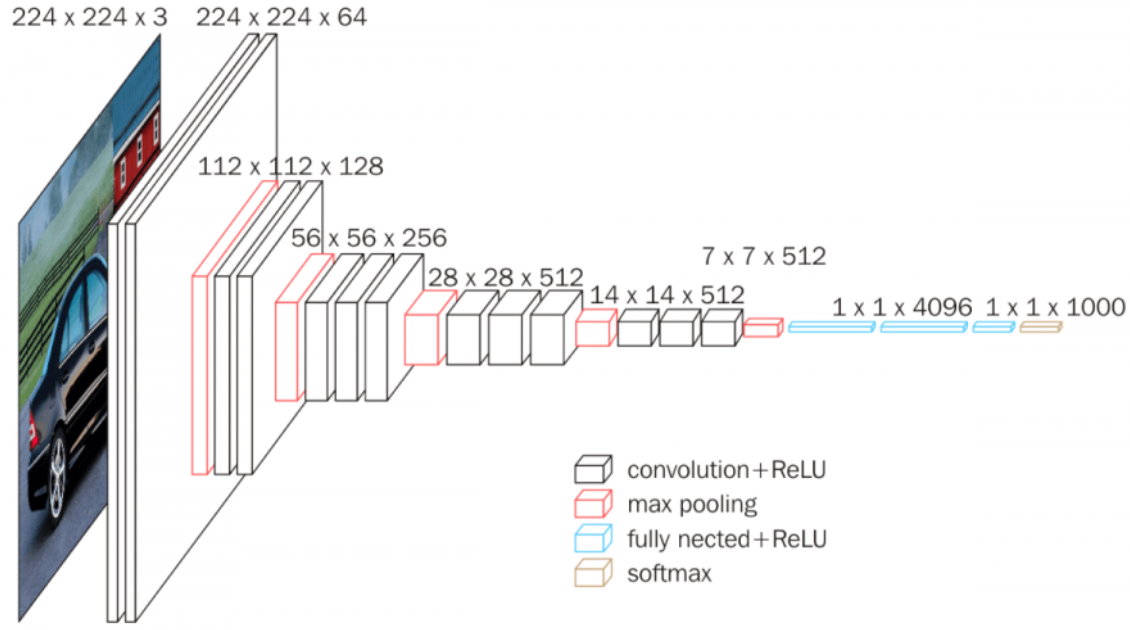 224 x 224 x 3
224 x 224 x 64
112 x 112 x 128
56 x 56 x 256
28 x 28 x 512
14 x 14 x 512
7 x 7 x 512
1 x 1 x 4096
1 x 1 x 1000
convolution+ReLU
max pooling
fully nected+ReLU
softmax